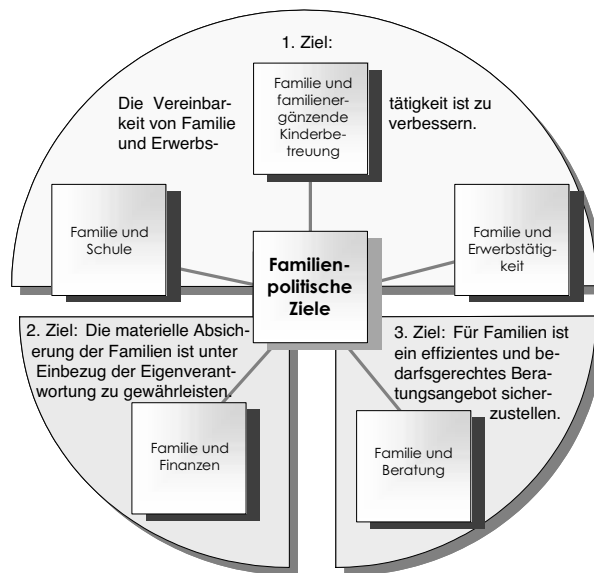 1. Ziel:
Die Vereinbar-
keit von Familie
und Erwerbs-
tätigkeit ist zu
verbessern.
Familie und
familiener-
gänzende
Kinderbe-
treuung
Familie und
Schule
Familien-
politische
Ziele
Familie und
Erwerbstätig-
keit
2. Ziel: Die materielle Absich-
erung der Familien ist unter
Einbezug der Eigenverant-
wortung zu gewährleisten.
3. Ziel: Für Familien ist
ein effizientes und be-
darfsgerechtes Bera-
tungsangebot sicher-
zustellen.
Familie und
Finanzen
Familie und
Beratung